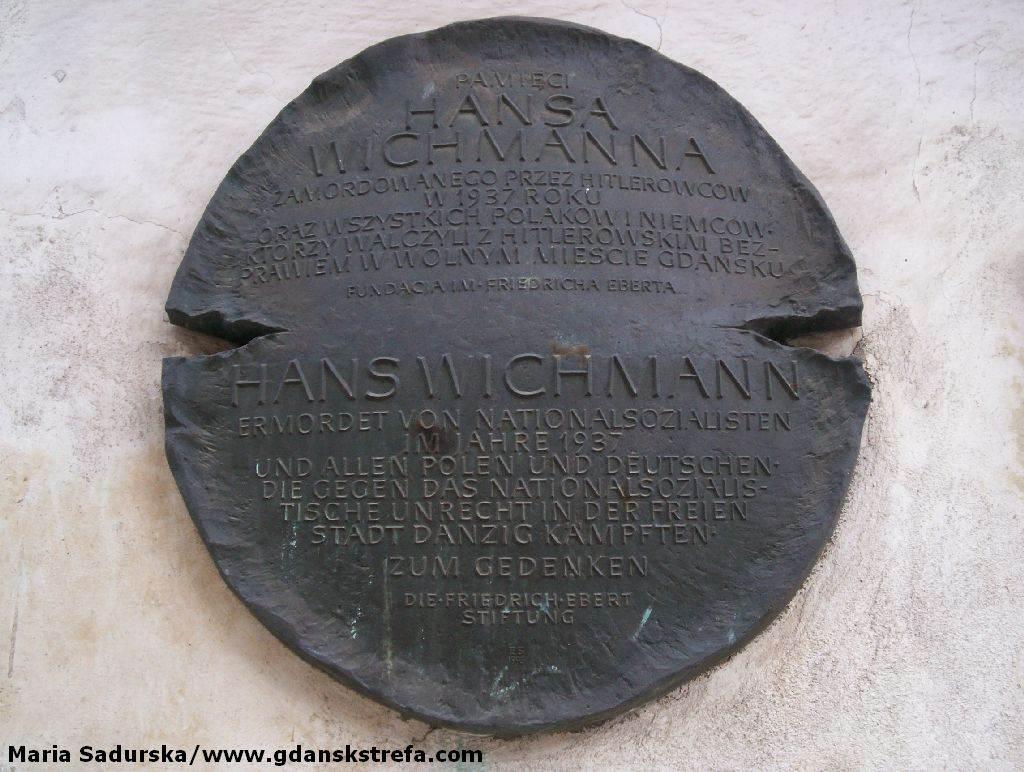 PAMIĘCI
HANSA
WICHMANNA
ZAMORDOWANEGO PRZEZ HITLEROWCÓW
W 1937 ROKU
ORAZ WSZYSTKICH POLAKÓW I NIEMCÓW·
KTÓRZY WALCZYLI Z HITLEROWSKIM BEZ-
PRAWIEM W WOLNYM MIEŚCIE GDAŃSKU
FUNDACJA IM·FRIEDRICHA EBERTA
HANS WICHMANN
ERMORDET VON NATIONALSOZIALISTEN
IM JAHRE 1937
UND ALLEN POLEN UND DEUTSCHEN·
DIE GEGEN DAS NATIONALSOZIALIS-
TISCHE UNRECHT IN DER FREIEN
STADT DANZIG KÄMPFTEN·
ZUM GEDENKEN
DIE·FRIEDRICH·EBERT
STIFTUNG
Maria Sadurska/www.gdanskstrefa.com